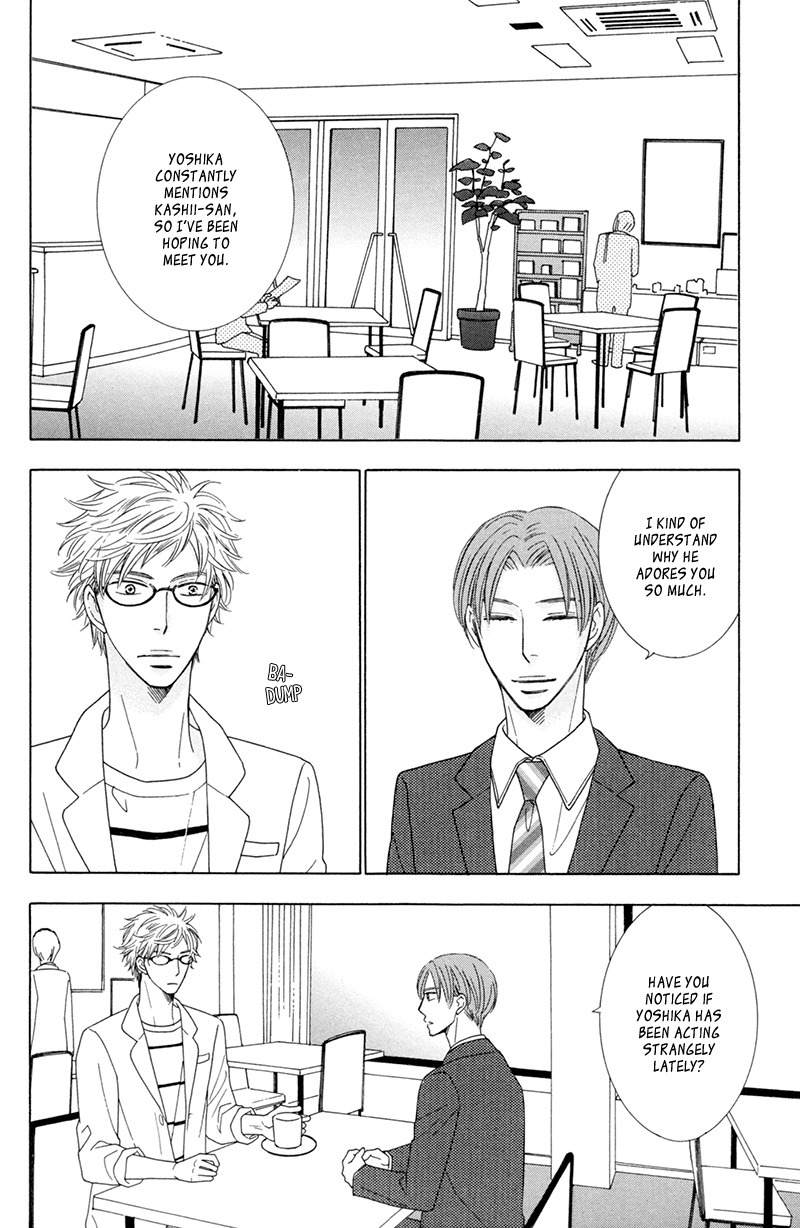 YOSHIKA
CONSTANTLY
MENTIONS
KASHII-SAN,
SO I'VE BEEN
HOPING TO
MEET YOU.
I KIND OF
UNDERSTAND
WHY HE
ADORES YOU
SO MUCH.
BA-
DUMP
HAVE YOU
NOTICED IF
YOSHIKA HAS
BEEN ACTING
STRANGELY
LATELY?